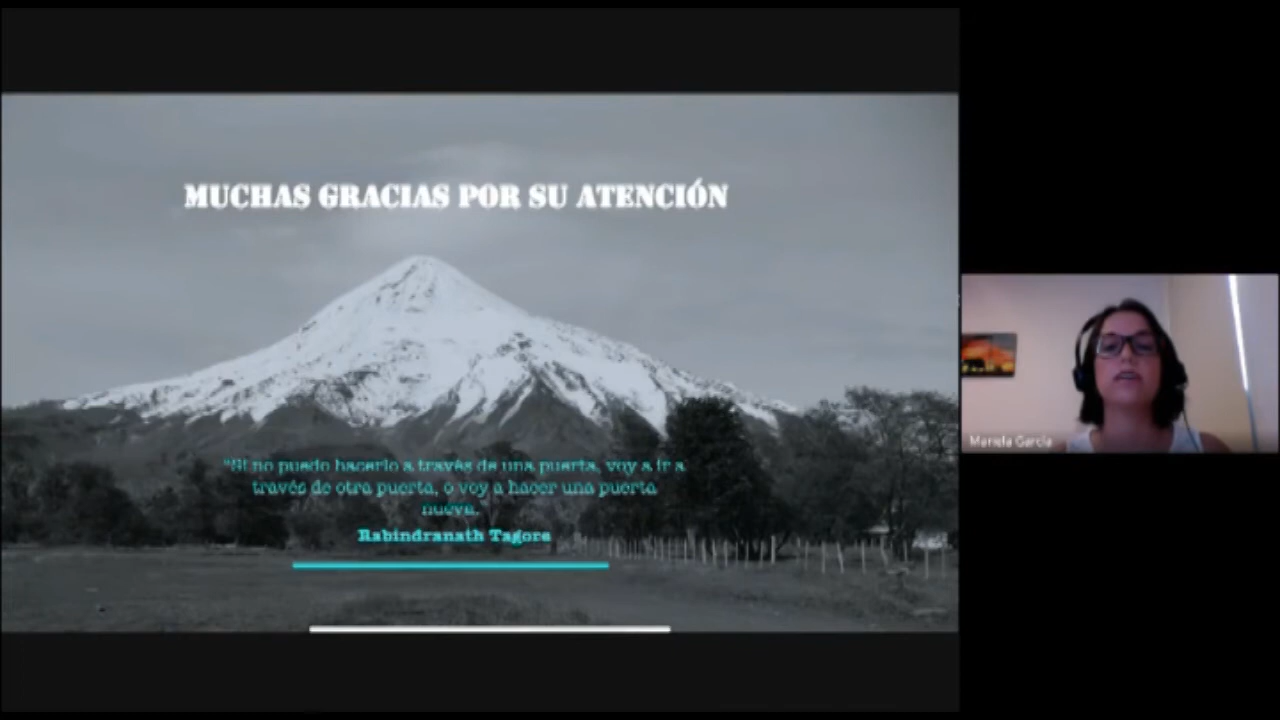 MUCHAS GRACIAS POR SU ATENCIÓN
"Si no puedo hacerlo a través de una puerta, voy a ir a
través de otra puerta, o voy a hacer una puerta
nueva.
Rabindranath Tagore
Mariela García